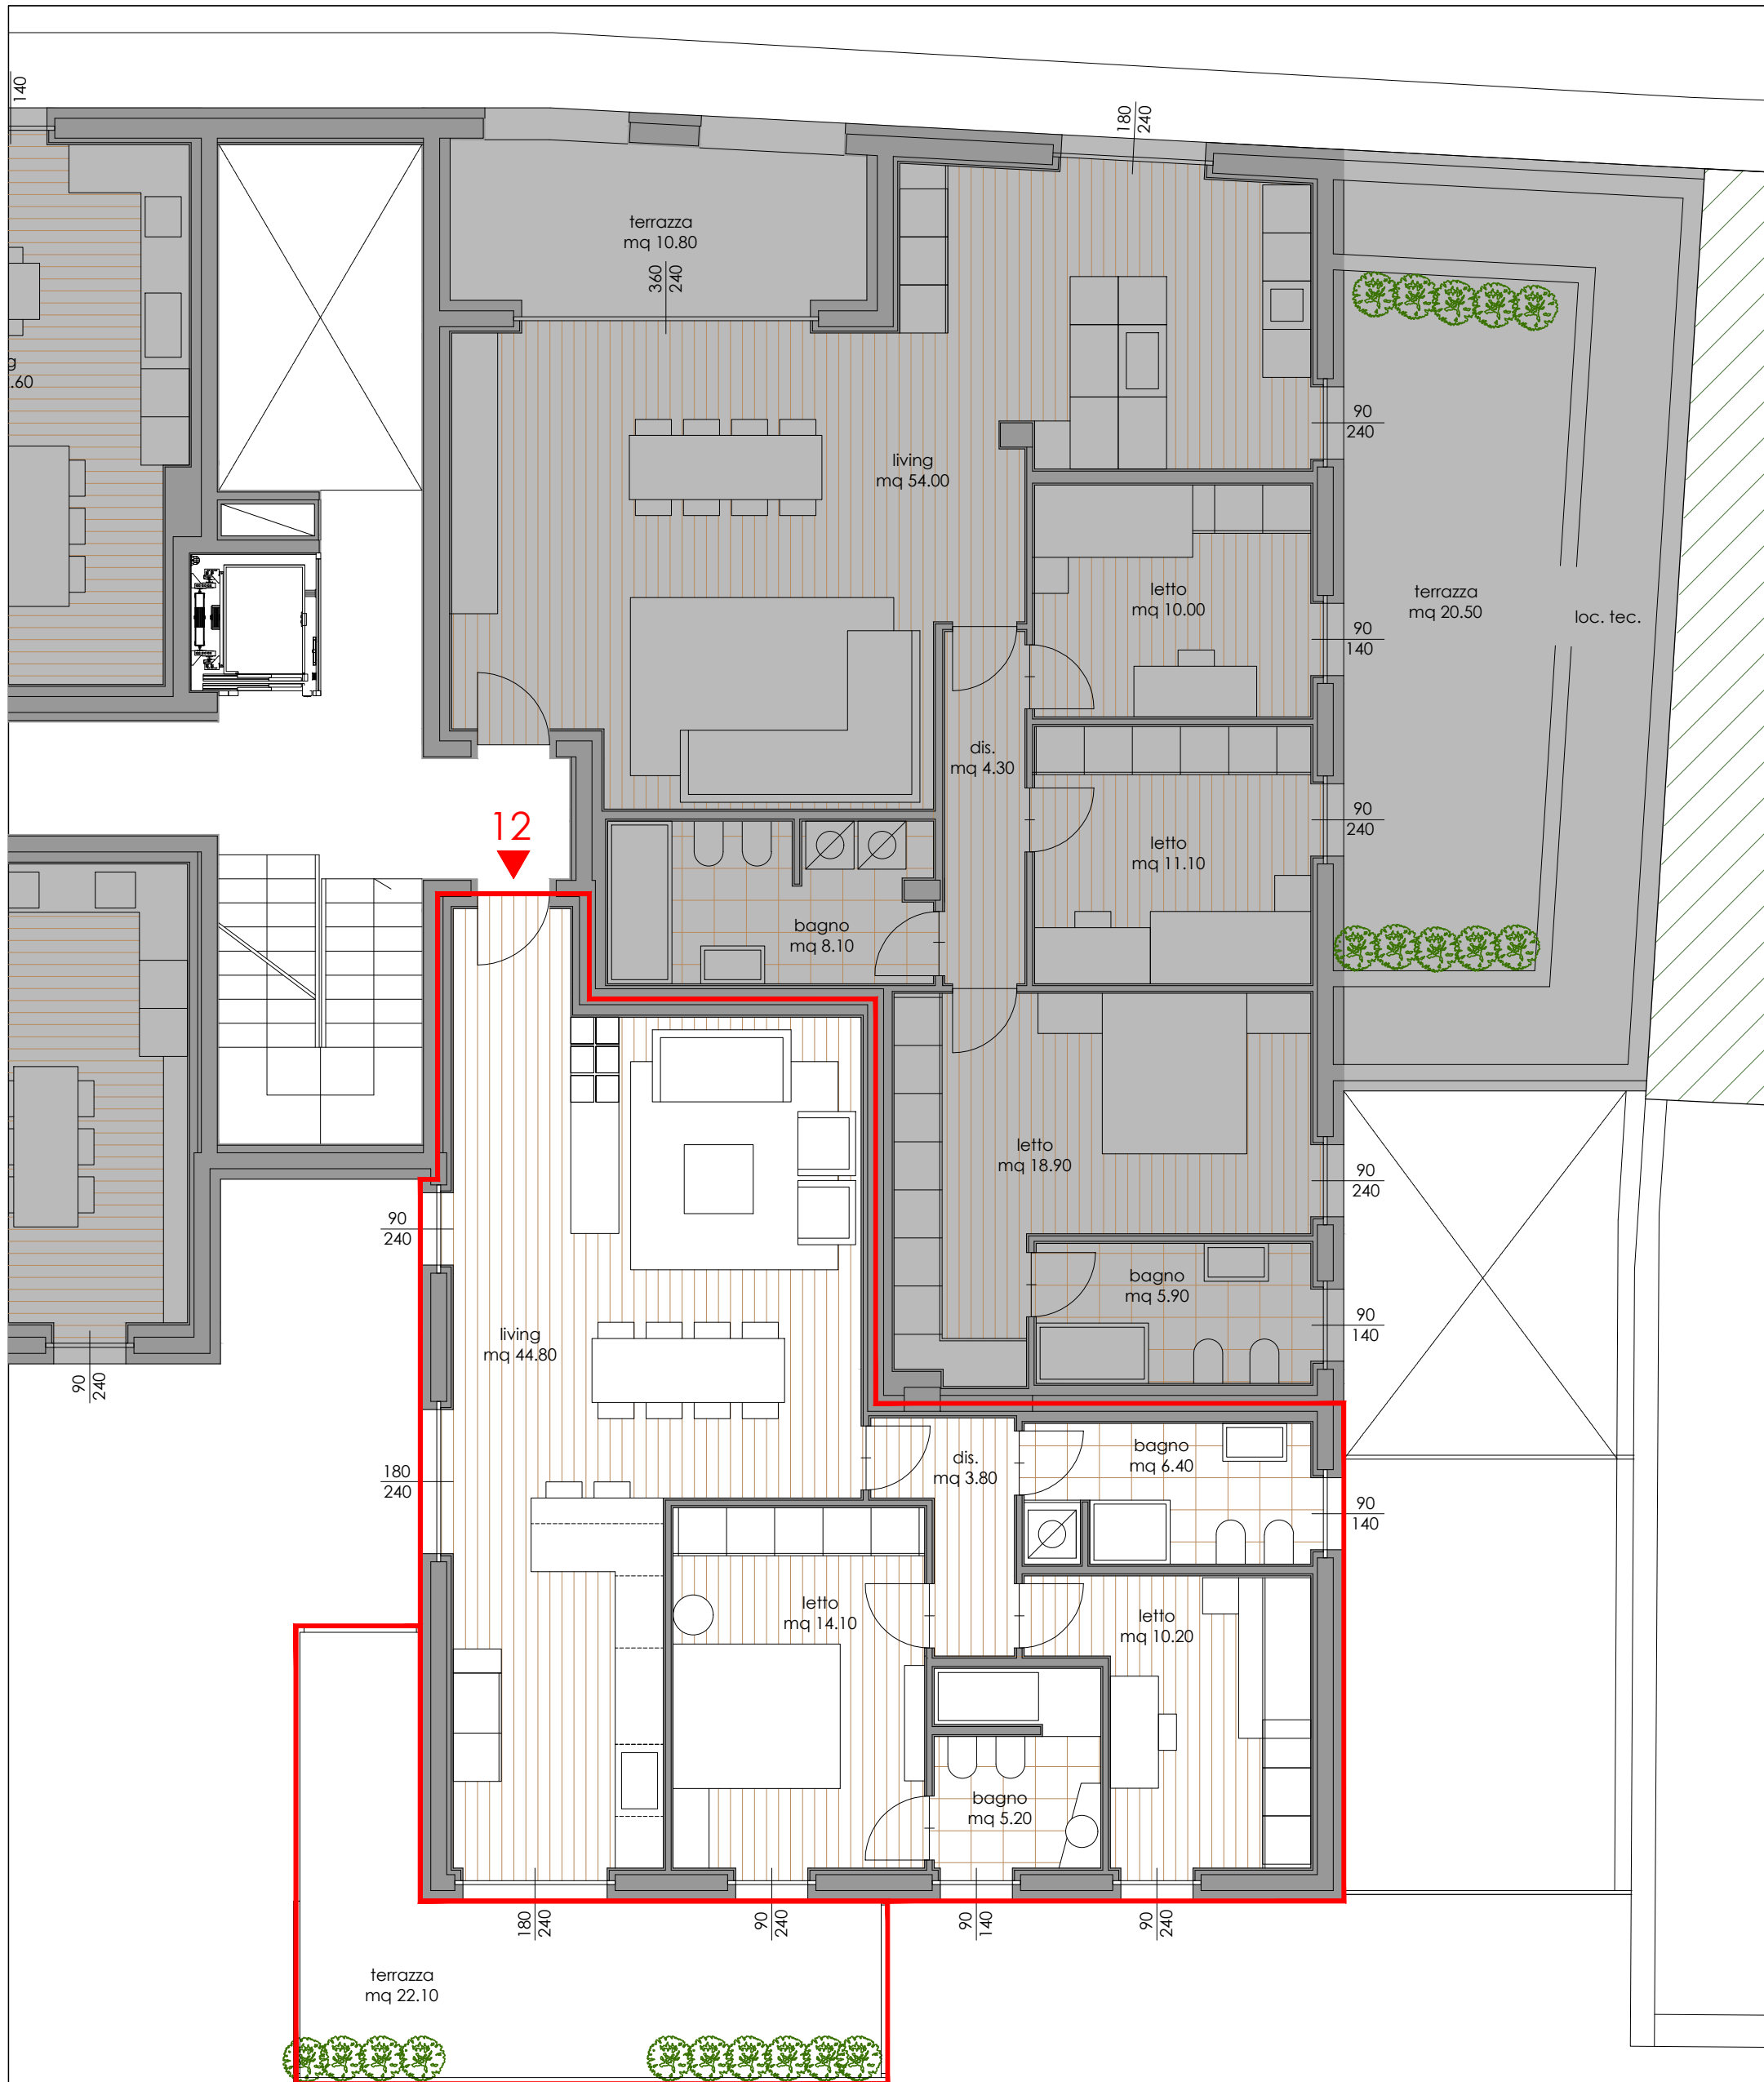 140
180
240
terrazza
mq 10.80
360
240
g
.60
90
240
living
mq 54.00
letto
mq 10.00
terrazza
mq 20.50
loc. tec.
90
140
dis.
mq 4.30
12
90
240
letto
mq 11.10
bagno
mq 8.10
letto
mq 18.90
90
240
90
240
bagno
mq 5.90
90
140
living
mq 44.80
90
240
180
240
dis.
mq 3.80
bagno
mq 6.40
90
140
letto
mq 14.10
letto
mq 10.20
bagno
mq 5.20
180
240
90
240
90
140
90
240
terrazza
mq 22.10